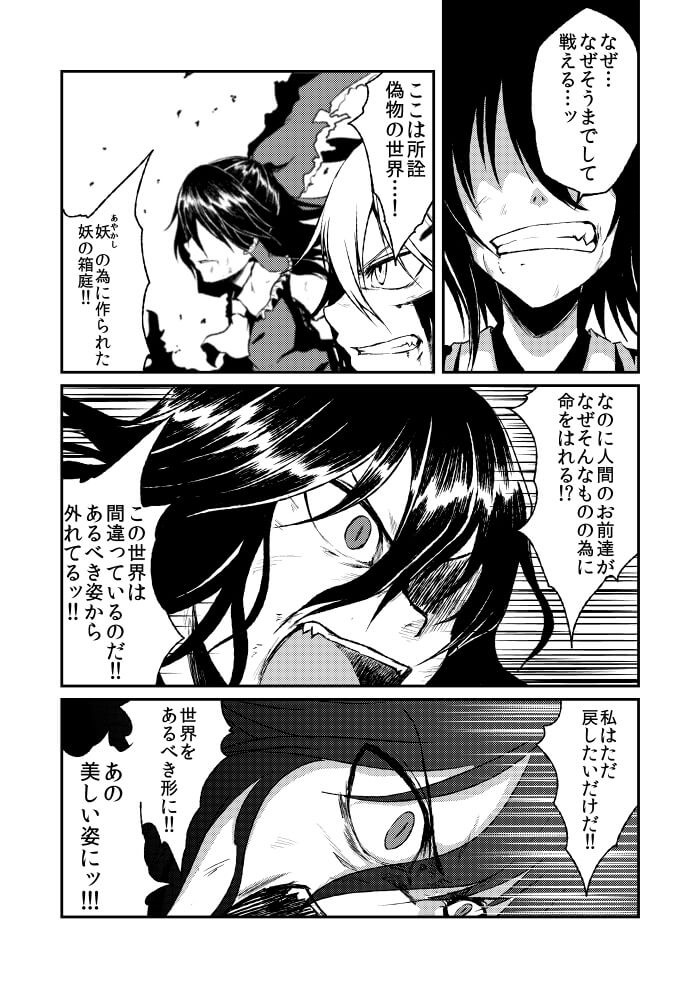 なぜ…
なぜそうまでして
戦える…ッ
ここは所詮
偽物の世界…!
あやかし
妖の為に作られた
妖の箱庭!!
なのに人間のお前達が
なぜそんなものの為に
命をはれる!?
この世界は
間違っているのだ!!
あるべき姿から
外れてるッ!!
私はただ
戻したいだけだ!!
世界を
あるべき形に!!
あの
美しい姿にッ!!!